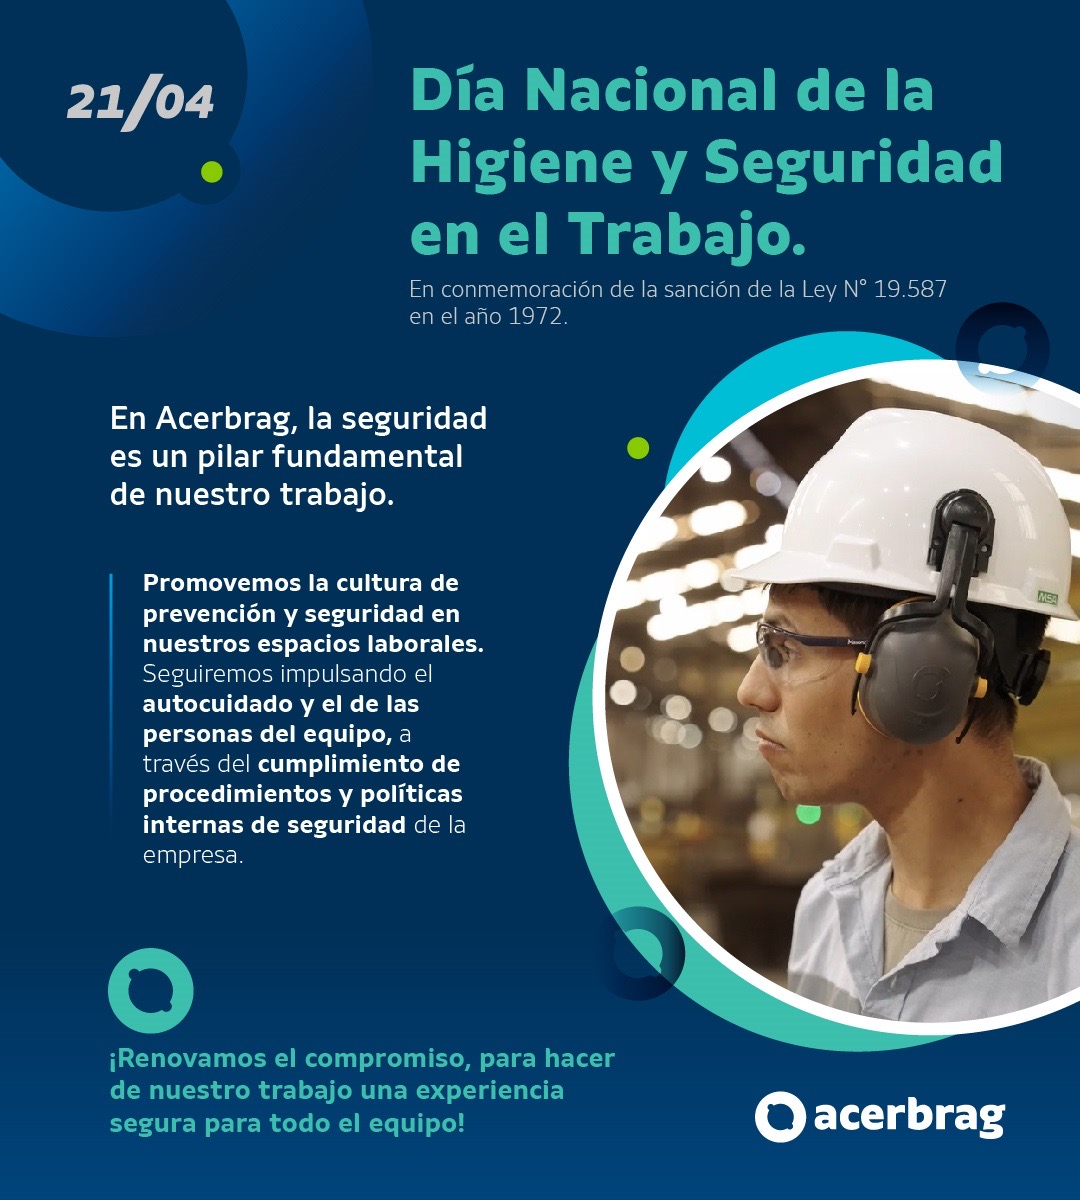 21/04
Día Nacional de la
Higiene y Seguridad
en el Trabajo.
En conmemoración de la sanción de la Ley N° 19.587
en el año 1972.
En Acerbrag, la seguridad
es un pilar fundamental
de nuestro trabajo.
Promovemos la cultura de
prevención y seguridad en
nuestros espacios laborales.
Seguiremos impulsando el
autocuidado y el de las
personas del equipo, a
través del cumplimiento de
procedimientos y políticas
internas de seguridad de la
empresa.
MSA
¡Renovamos el compromiso, para hacer
de nuestro trabajo una experiencia
segura para todo el equipo!
acerbrag